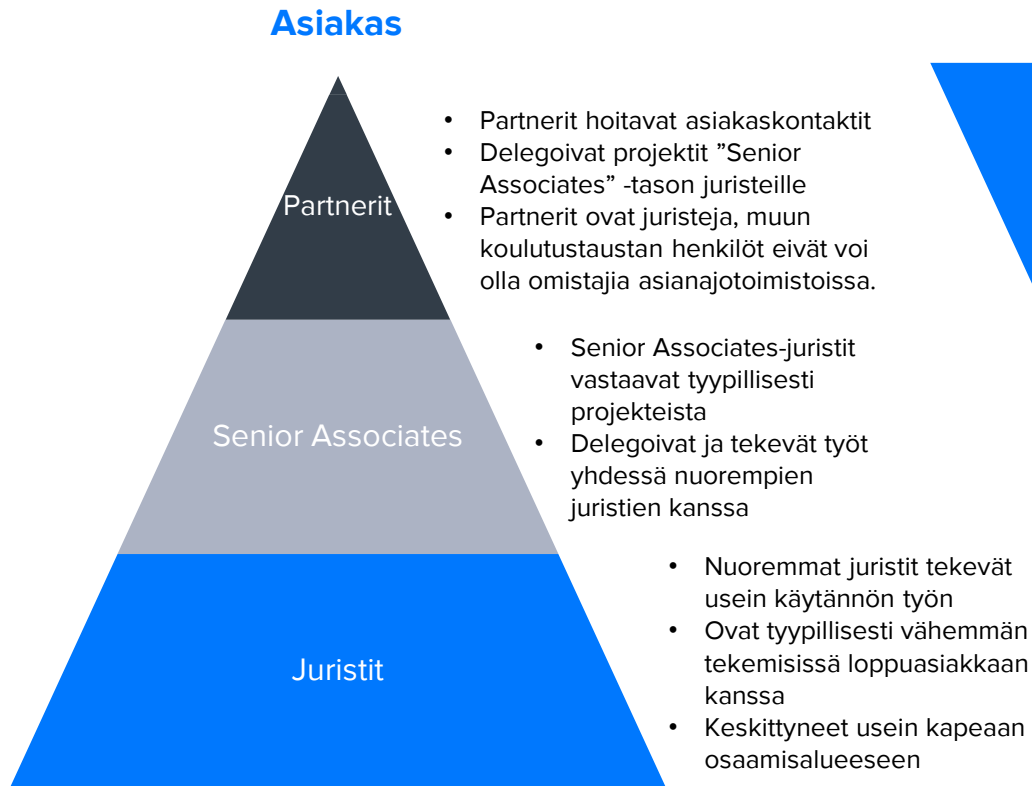 Asiakas
Partnerit
• Partnerit hoitavat asiakaskontaktit
• Delegoivat projektit ”Senior
Associates” -tason juristeille
• Partnerit ovat juristeja, muun
koulutustaustan henkilöt eivät voi
olla omistajia asianajotoimistoissa.
Senior Associates
• Senior Associates-juristit
vastaavat tyypillisesti
projekteista
• Delegoivat ja tekevät työt
yhdessä nuorempien
juristien kanssa
Juristit
• Nuoremmat juristit tekevät
usein käytännön työn
• Ovat tyypillisesti vähemmän
tekemisissä loppuasiakkaan
kanssa
• Keskittyneet usein kapeaan
osaamisalueeseen